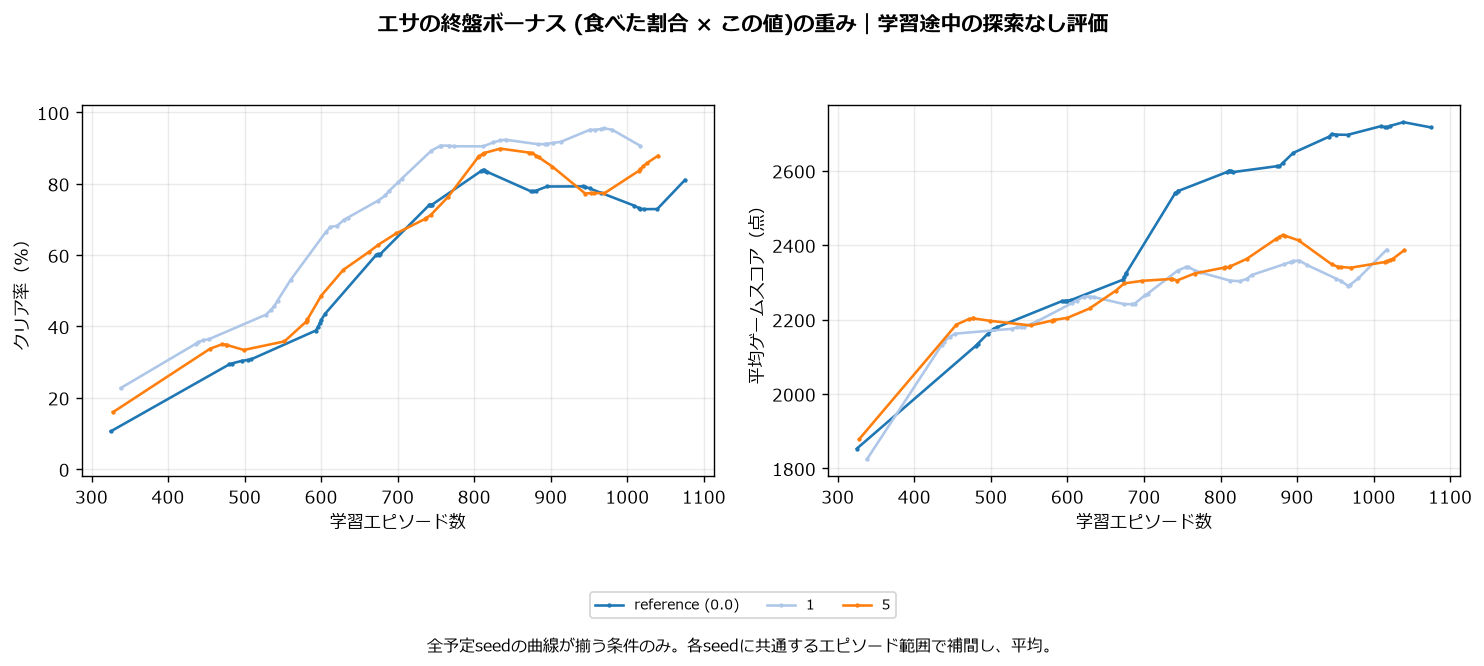 エサの終盤ボーナス (食べた割合 × この値)の重み｜学習途中の探索なし評価
クリア率（%）
100
80
60
40
20
0
300 400 500 600 700 800 900 1000 1100
学習エピソード数
平均ゲームスコア（点）
2600
2400
2200
2000
1800
300 400 500 600 700 800 900 1000 1100
学習エピソード数
reference (0.0) 1 5
全予定seedの曲線が揃う条件のみ。各seedに共通するエピソード範囲で補間し、平均。